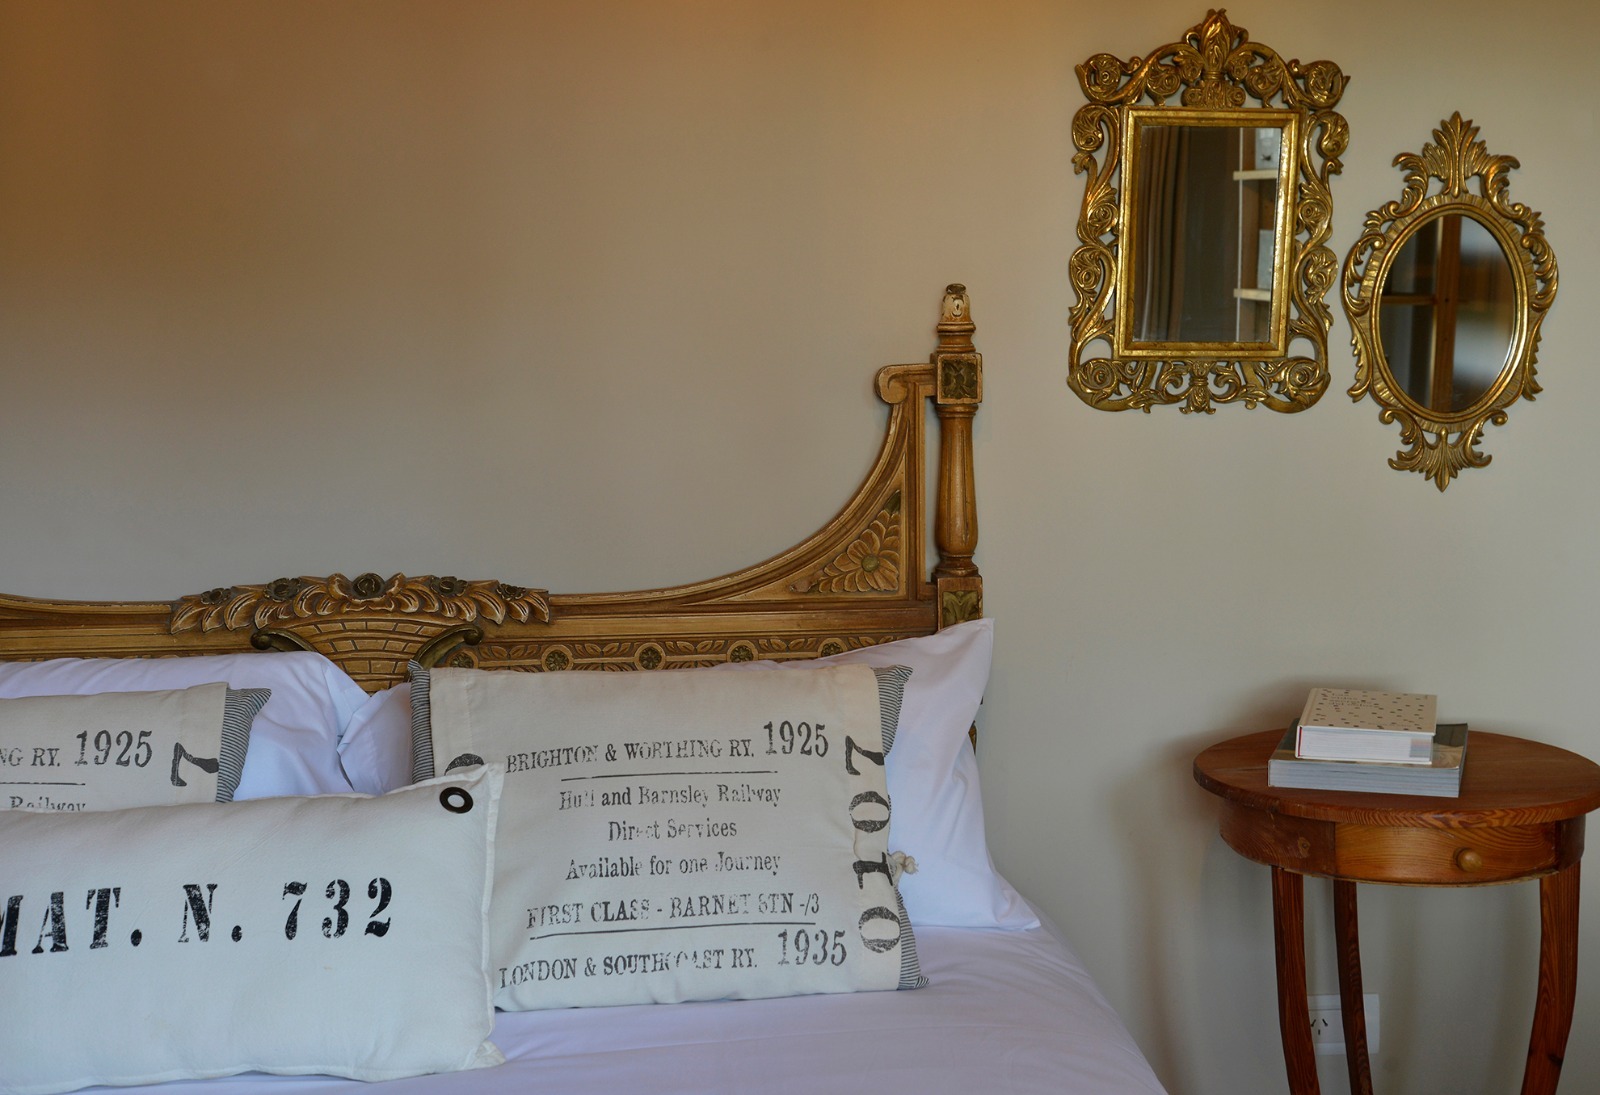 NG RY. 1925
Railway
7
MAT. N. 732
BRIGHTON & WORTHING RY. 1925
Hull and Barnsley Railway
Direct Services
Available for one Journey
FIRST CLASS - BARNET STN -/3
LONDON & SOUTHCOAST RY. 1935
0107